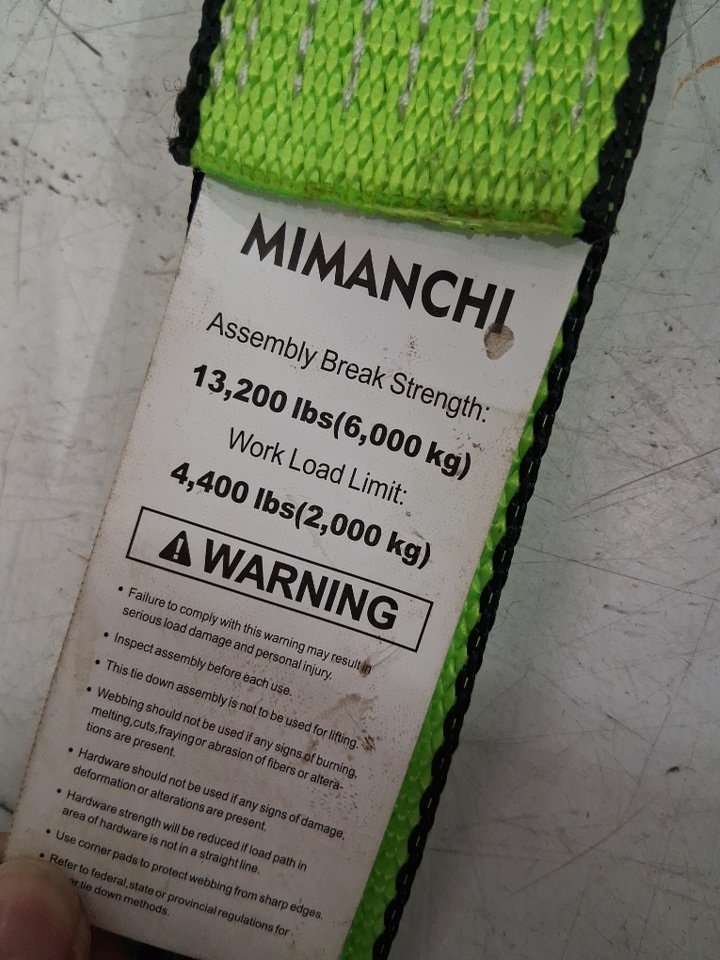 MIMANCHI
Assembly Break Strength:
13,200 lbs(6,000 kg)
Work Load Limit:
4,400 lbs(2,000 kg)
WARNING
• Failure to comply with this warning may result in
serious load damage and personal injury.
• Inspect assembly before each use.
• This tie down assembly is not to be used for lifting.
• Webbing should not be used if any signs of burning,
melting,cuts,fraying or abrasion of fibers or altera-
tions are present.
• Hardware should not be used if any signs of damage,
deformation or alterations are present.
• Hardware strength will be reduced if load path in
area of hardware is not in a straight line.
• Use corner pads to protect webbing from sharp edges.
• Refer to federal,state or provincial regulations for
tie down methods.